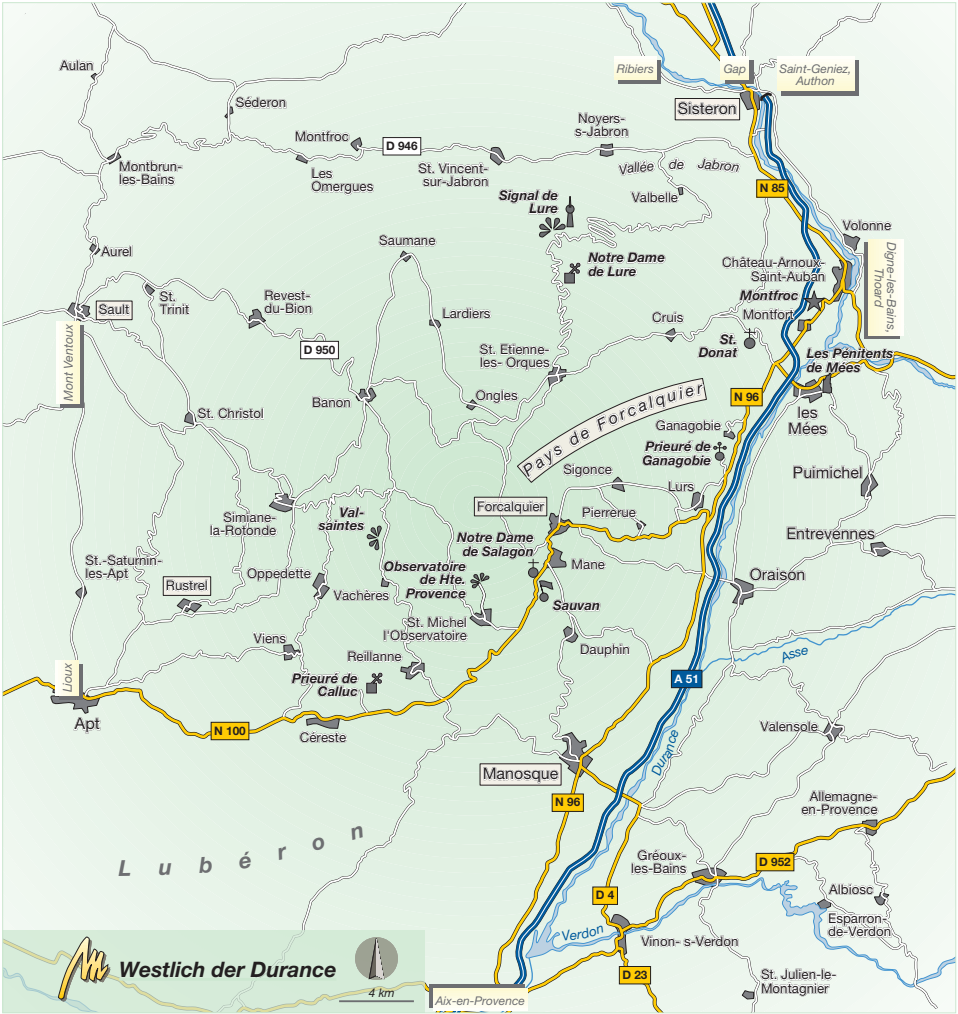 Ribiers
Gap
Saint-Geniez,
Authon
Aulan
Séderon
Sisteron
Noyers-
s-Jabron
Montfroc
D 946
Montbrun-
les-Bains
Les
Omergues
St. Vincent-
sur-Jabron
Vallée de Jabron
Valbelle
N 85
Signal de
Lure
Volonne
Aurel
Saumane
Notre Dame
de Lure
Château-Arnoux-
Saint-Auban
Digne-les-Bains,
Thoard
Sault
St.
Trinit
Revest-
du-Bion
Montfroc
Montfort
Lardiers
Cruis
St.
Donat
D 950
St. Etienne-
les- Orques
Les Pénitents
de Mées
Mont Ventoux
Banon
Ongles
N 96
les
Mées
St. Christol
Pays de Forcalquier
Ganagobie
Prieuré de
Ganagobie
Sigonce
Puimichel
Lurs
Simiane-
la-Rotonde
Val-
saintes
Forcalquier
Pierrerue
Entrevennes
Notre Dame
de Salagon
St.-Saturnin-
les-Apt
Oppedette
Observatoire
de Hte.
Provence
Mane
Oraison
Rustrel
Vachères
Sauvan
St. Michel
l'Observatoire
Dauphin
Viens
Reillanne
Asse
Lioux
Prieuré de
Calluc
A 51
Apt
N 100
Céreste
Valensole
Durance
Manosque
N 96
Allemagne-
en-Provence
Lubéron
Gréoux-
les-Bains
D 952
D 4
Albiosc
Esparron-
de-Verdon
Verdon
Vinon- s-Verdon
Westlich der Durance
4 km
D 23
St. Julien-le-
Montagnier
Aix-en-Provence